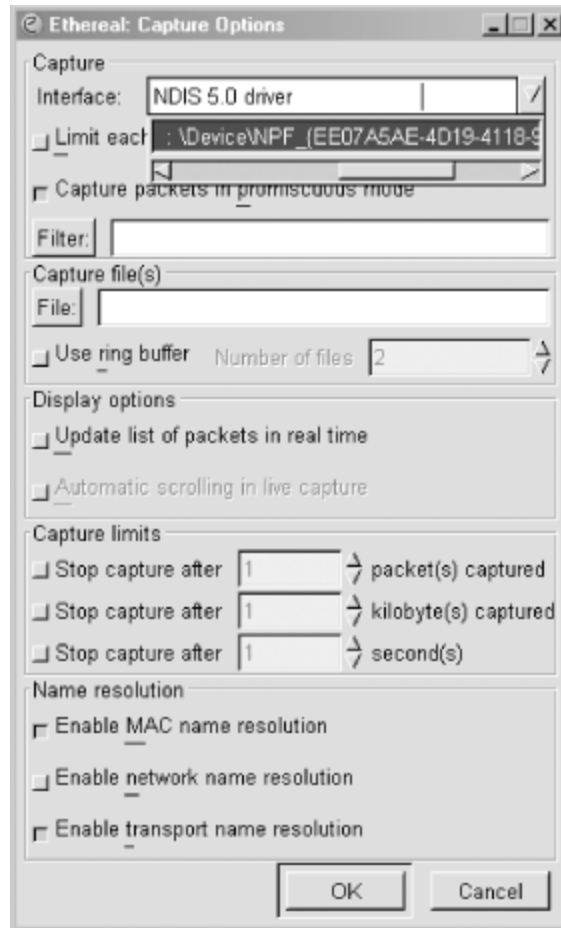 Ethereal: Capture Options
Capture
Interface: NDIS 5.0 driver
Limit each : \Device\NPF_(EE07A5AE-4D19-4118-9
Capture packets in promiscuous mode
Filter:
Capture file(s)
File:
Use ring buffer Number of files 2
Display options
Update list of packets in real time
Automatic scrolling in live capture
Capture limits
Stop capture after 1 packet(s) captured
Stop capture after 1 kilobyte(s) captured
Stop capture after 1 second(s)
Name resolution
Enable MAC name resolution
Enable network name resolution
Enable transport name resolution
OK Cancel